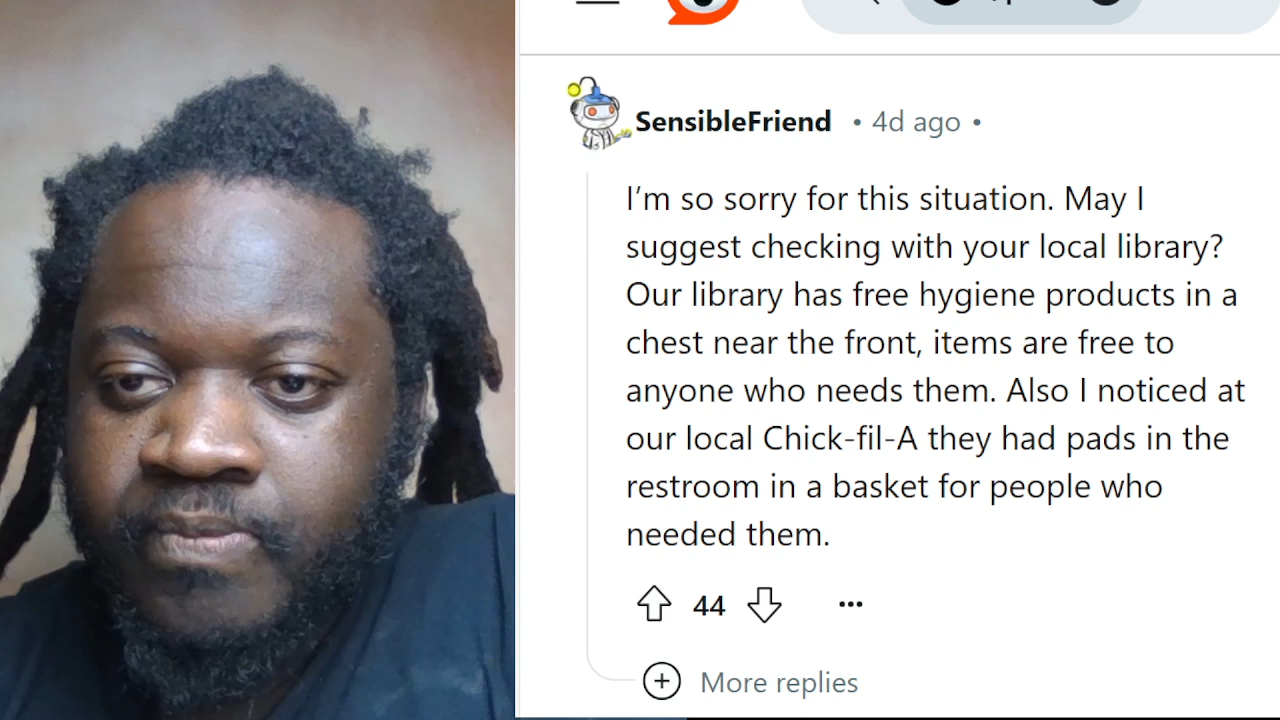 SensibleFriend • 4d ago •
I’m so sorry for this situation. May I
suggest checking with your local library?
Our library has free hygiene products in a
chest near the front, items are free to
anyone who needs them. Also I noticed at
our local Chick-fil-A they had pads in the
restroom in a basket for people who
needed them.
44
More replies